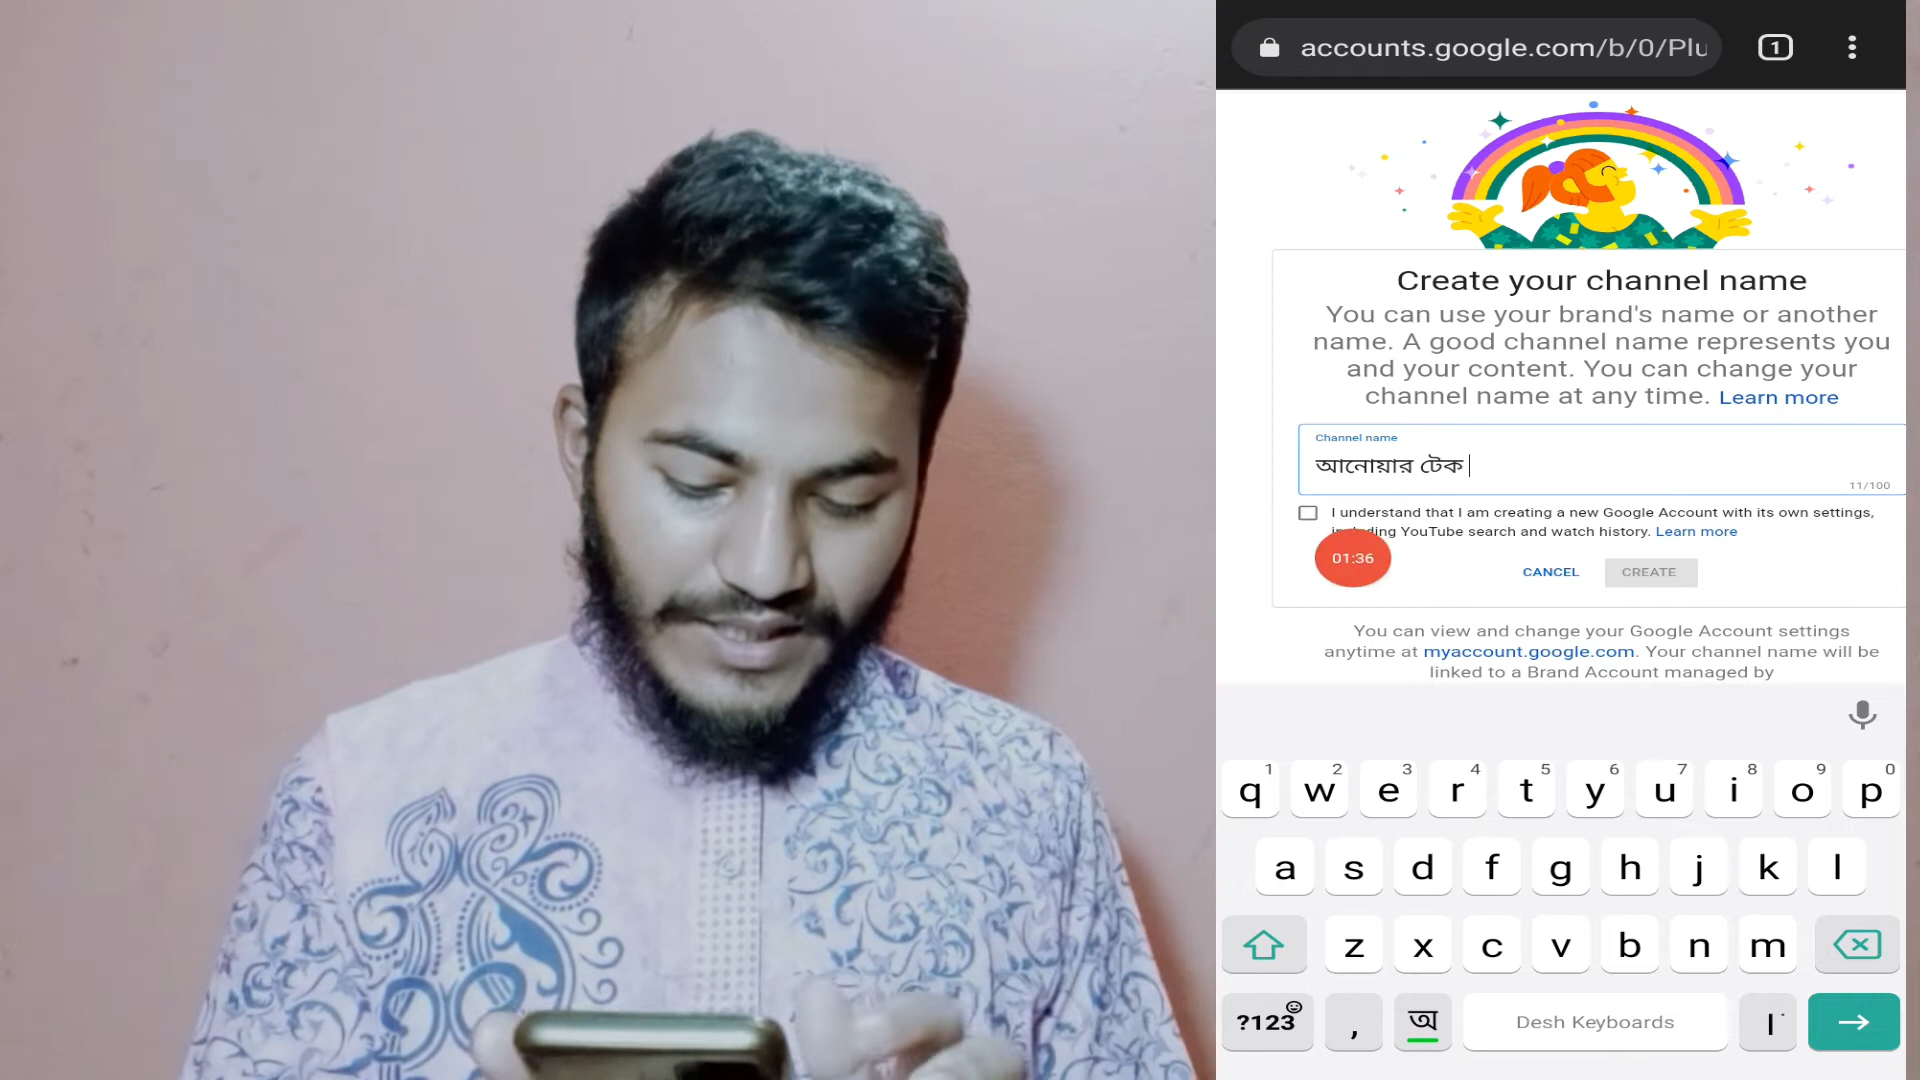 accounts.google.com/b/0/Plu
1
Create your channel name
You can use your brand's name or another
name. A good channel name represents you
and your content. You can change your
channel name at any time. Learn more
Channel name
আনোয়ার টেক
11/100
I understand that I am creating a new Google Account with its own settings,
YouTube search and watch history. Learn more
01:36
CANCEL CREATE
You can view and change your Google Account settings
anytime at myaccount.google.com. Your channel name will be
linked to a Brand Account managed by
1 2 3 4 5 6 7 8 9 0
q w e r t y u i o p
a s d f g h j k l
z x c v b n m
?123 , অ Desh Keyboards ।